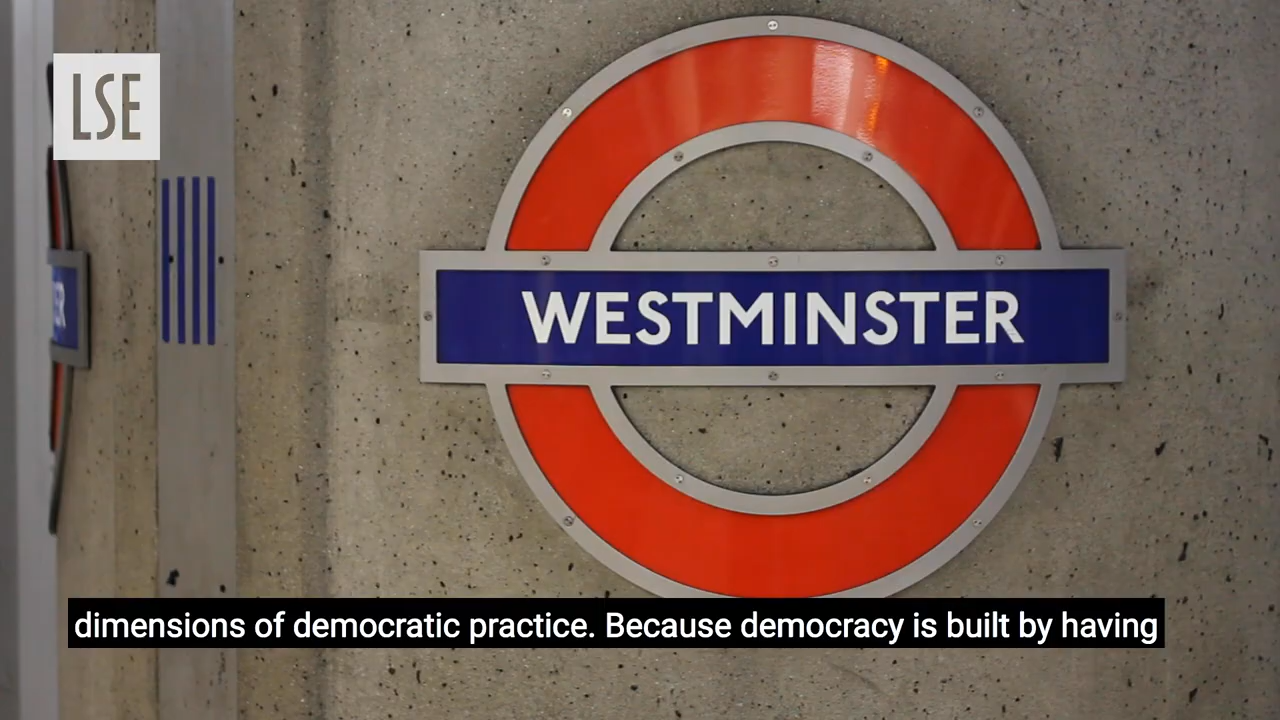 LSE
WESTMINSTER
dimensions of democratic practice. Because democracy is built by having